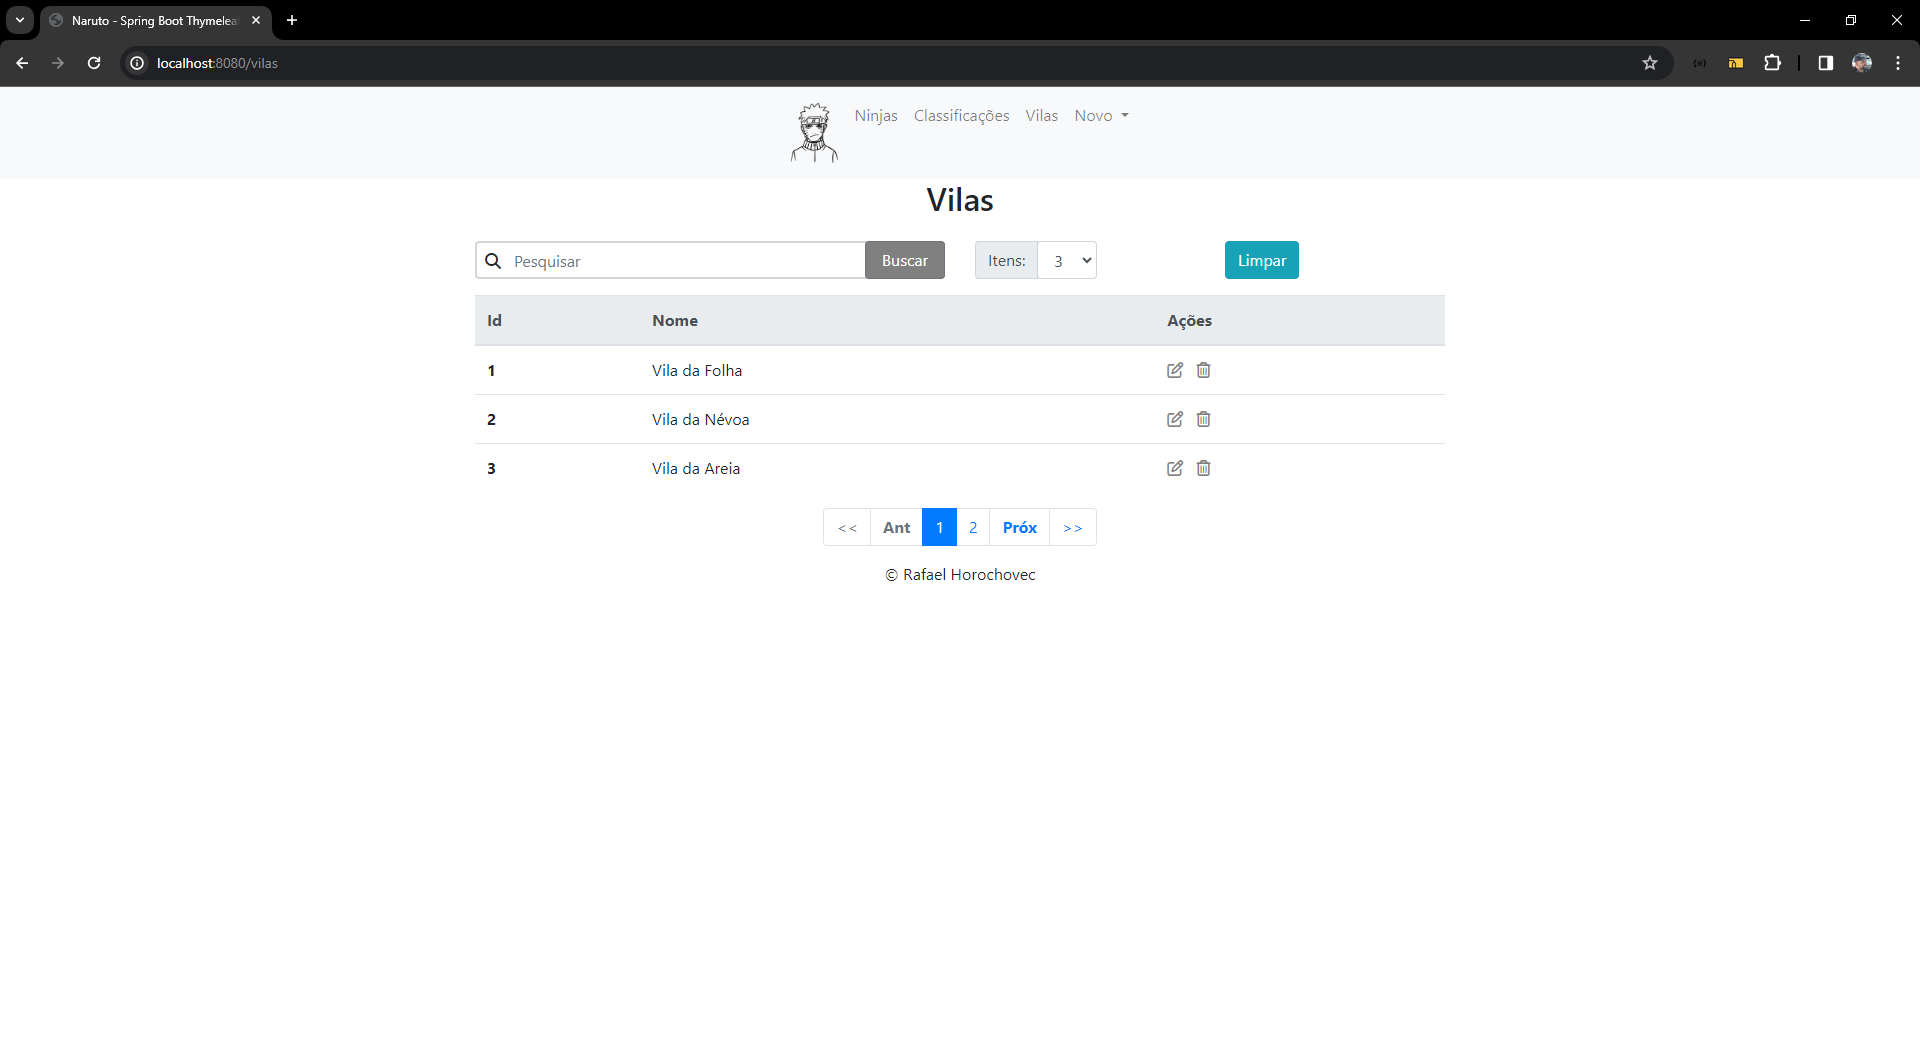 Naruto - Spring Boot Thymelea
localhost:8080/vilas
Ninjas Classificações Vilas Novo
Vilas
Pesquisar Buscar Itens: 3 Limpar
Id Nome Ações
1 Vila da Folha
2 Vila da Névoa
3 Vila da Areia
<< Ant 1 2 Próx >>
© Rafael Horochovec